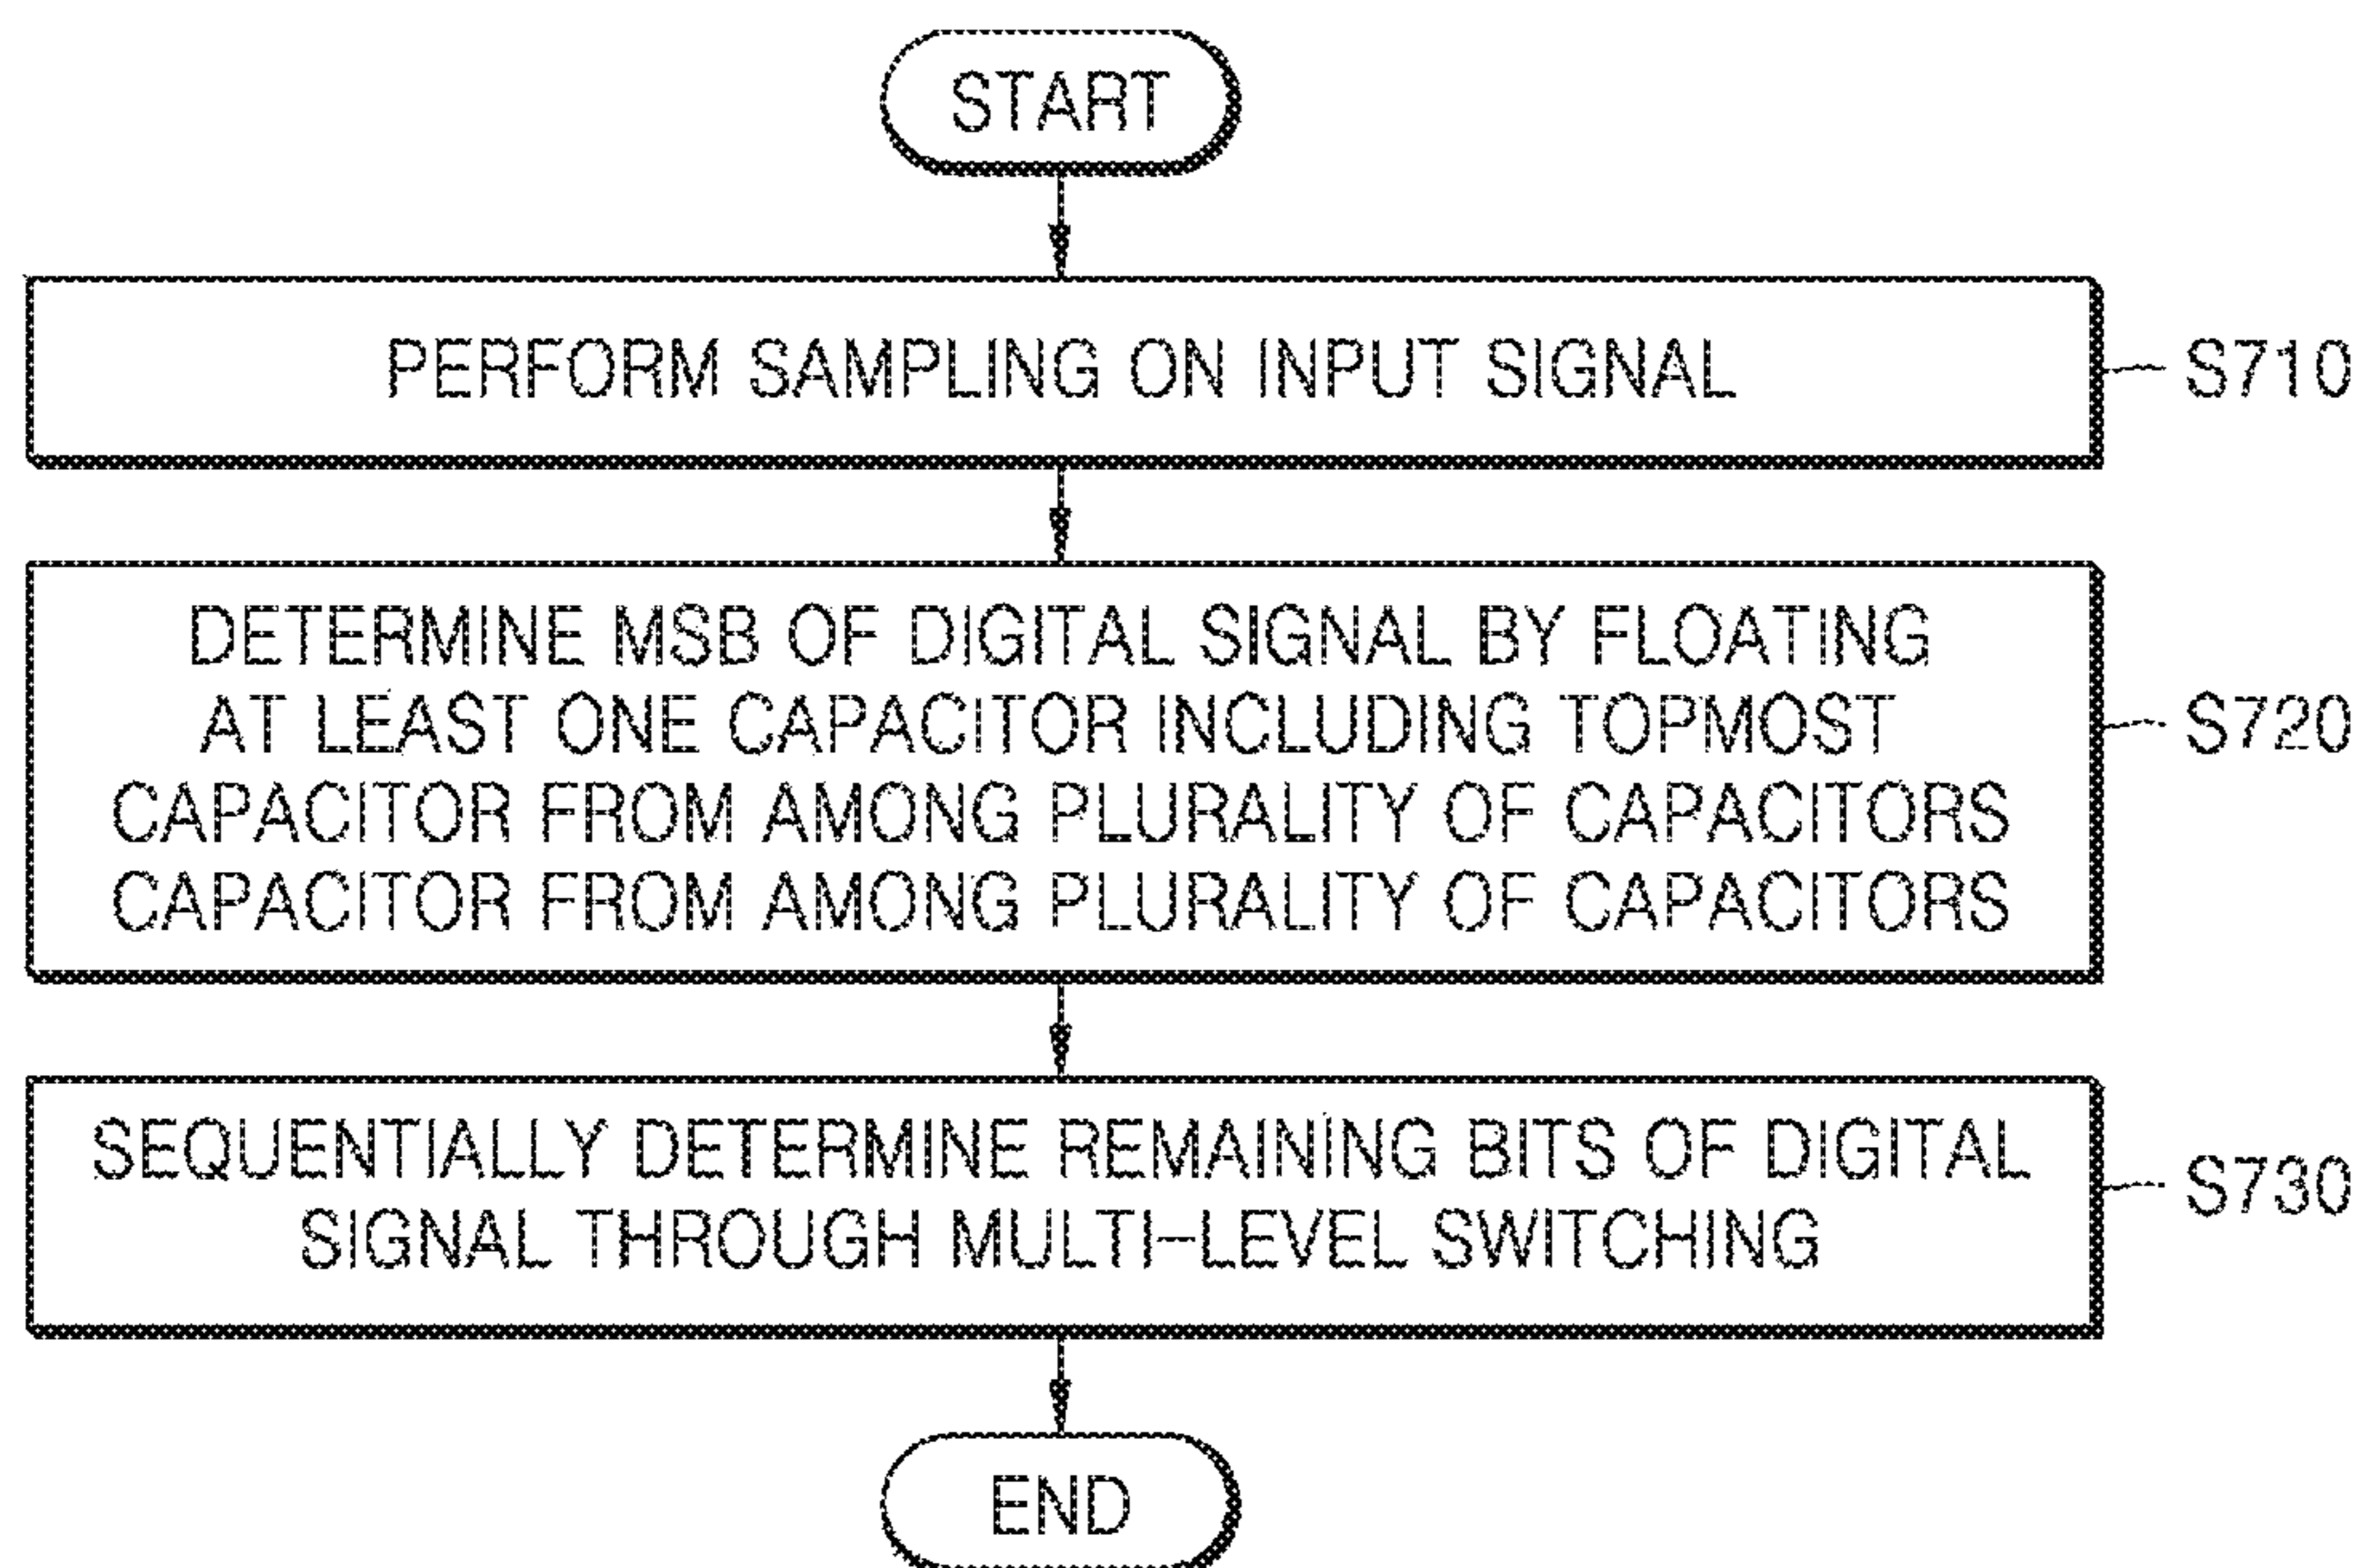 START
PERFORM SAMPLING ON INPUT SIGNAL
S710
DETERMINE MSB OF DIGITAL SIGNAL BY FLOATING
AT LEAST ONE CAPACITOR INCLUDING TOPMOST
CAPACITOR FROM AMONG PLURALITY OF CAPACITORS
CAPACITOR FROM AMONG PLURALITY OF CAPACITORS
S720
SEQUENTIALLY DETERMINE REMAINING BITS OF DIGITAL
SIGNAL THROUGH MULTI-LEVEL SWITCHING
S730
END